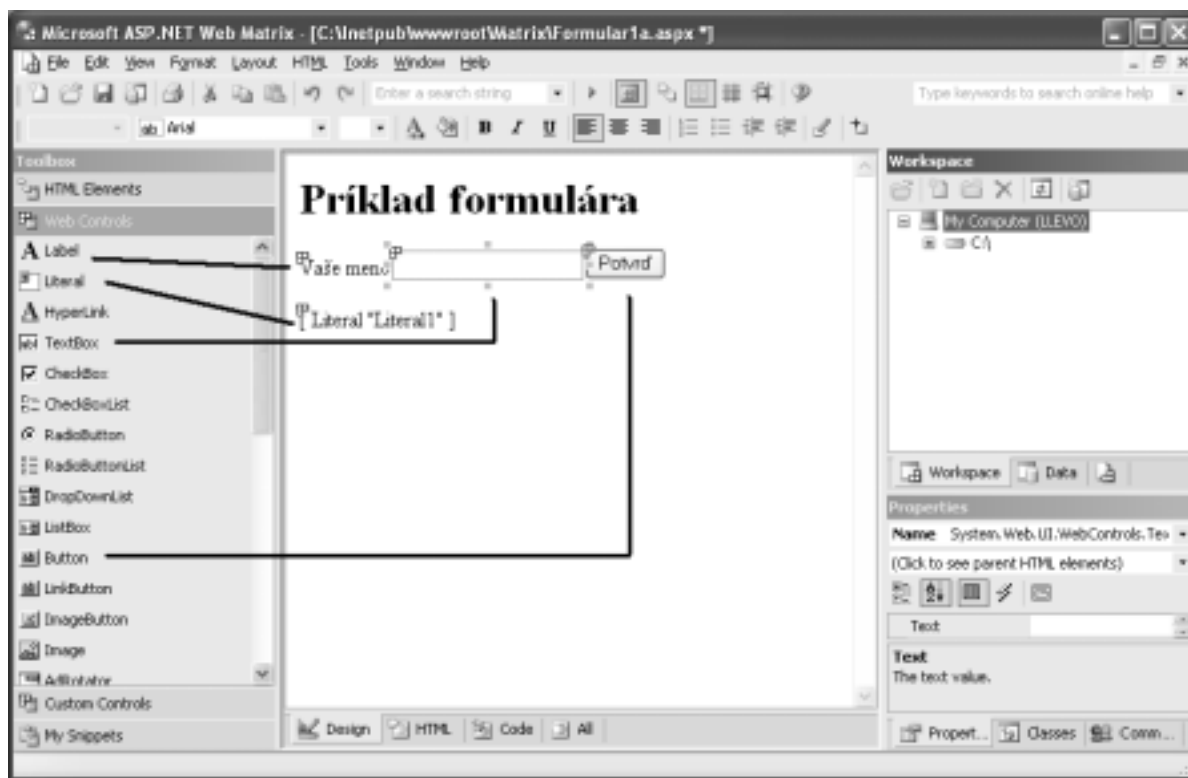 Microsoft ASP.NET Web Matrix - [C:\Inetpub\wwwroot\Matrix\Formular1a.aspx *]
File Edit View Format Layout HTML Tools Window Help
Enter a search string
Type keywords to search online help
Arial
Toolbox
HTML Elements
Web Controls
Label
Literal
HyperLink
TextBox
CheckBox
CheckBoxList
RadioButton
RadioButtonList
DropDownList
ListBox
Button
LinkButton
ImageButton
Image
AdRotator
Custom Controls
My Snippets
Príklad formulára
Vaše meno
Potvrď
[ Literal "Literal1" ]
Design HTML Code All
Workspace
My Computer (LLEVO)
C:\
Workspace Data
Properties
Name System.Web.UI.WebControls.Te
(Click to see parent HTML elements)
Text
Text
The text value.
Propert... Classes Comm...